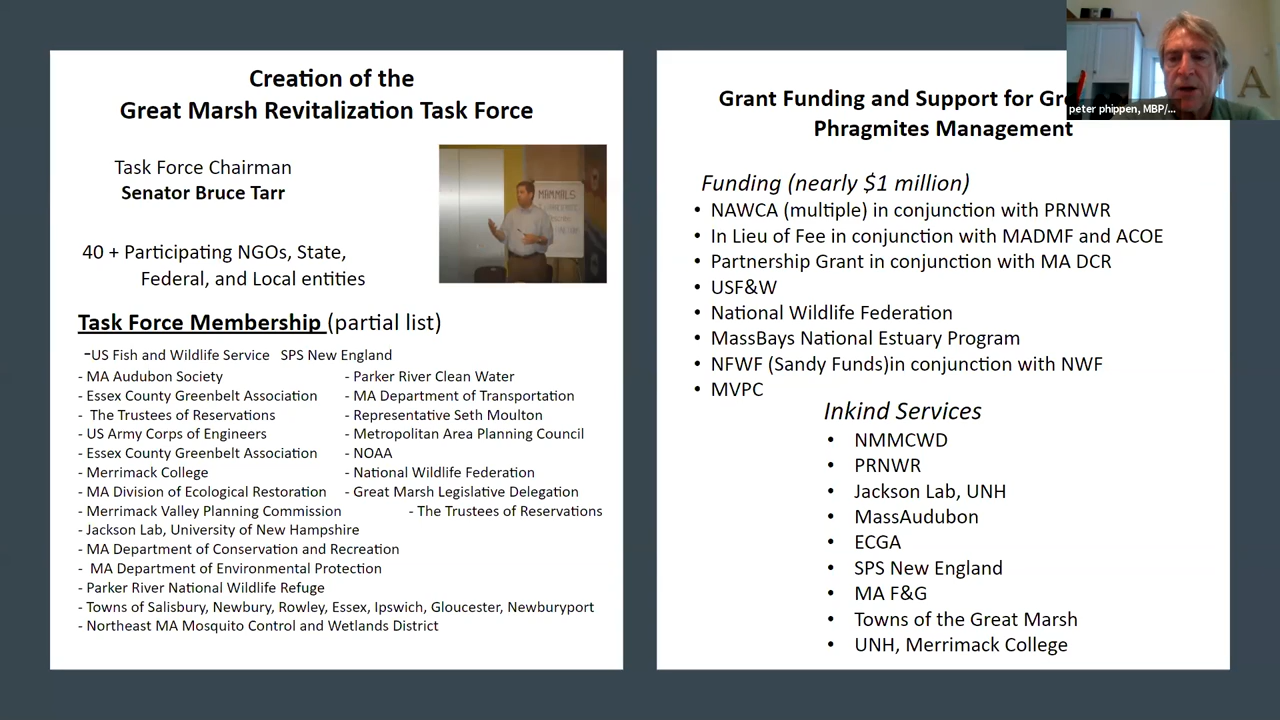 Creation of the
Great Marsh Revitalization Task Force
Task Force Chairman
Senator Bruce Tarr
MAMMALS
40 + Participating NGOs, State,
Federal, and Local entities
Task Force Membership (partial list)
-US Fish and Wildlife Service SPS New England
- MA Audubon Society - Parker River Clean Water
- Essex County Greenbelt Association - MA Department of Transportation
- The Trustees of Reservations - Representative Seth Moulton
- US Army Corps of Engineers - Metropolitan Area Planning Council
- Essex County Greenbelt Association - NOAA
- Merrimack College - National Wildlife Federation
- MA Division of Ecological Restoration - Great Marsh Legislative Delegation
- Merrimack Valley Planning Commission - The Trustees of Reservations
- Jackson Lab, University of New Hampshire
- MA Department of Conservation and Recreation
- MA Department of Environmental Protection
- Parker River National Wildlife Refuge
- Towns of Salisbury, Newbury, Rowley, Essex, Ipswich, Gloucester, Newburyport
- Northeast MA Mosquito Control and Wetlands District
Grant Funding and Support for
Phragmites Management
Funding (nearly $1 million)
• NAWCA (multiple) in conjunction with PRNWR
• In Lieu of Fee in conjunction with MADMF and ACOE
• Partnership Grant in conjunction with MA DCR
• USF&W
• National Wildlife Federation
• MassBays National Estuary Program
• NFWF (Sandy Funds)in conjunction with NWF
• MVPC
Inkind Services
• NMMCWD
• PRNWR
• Jackson Lab, UNH
• MassAudubon
• ECGA
• SPS New England
• MA F&G
• Towns of the Great Marsh
• UNH, Merrimack College
A
peter phippen, MBP/...